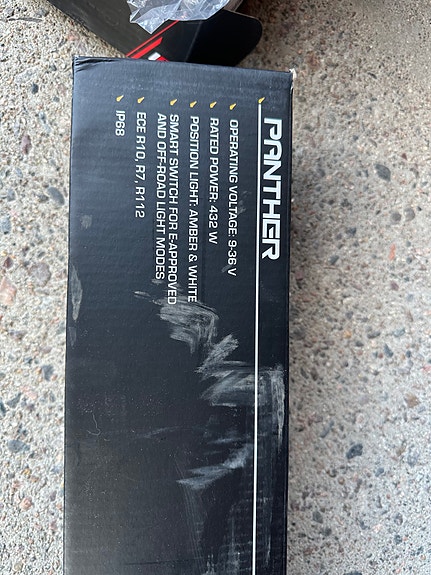 PANTHER
OPERATING VOLTAGE: 9-36 V
RATED POWER: 432 W
POSITION LIGHT: AMBER & WHITE
SMART SWITCH FOR E-APPROVED
AND OFF-ROAD LIGHT MODES
ECE R10, R7, R112
IP68